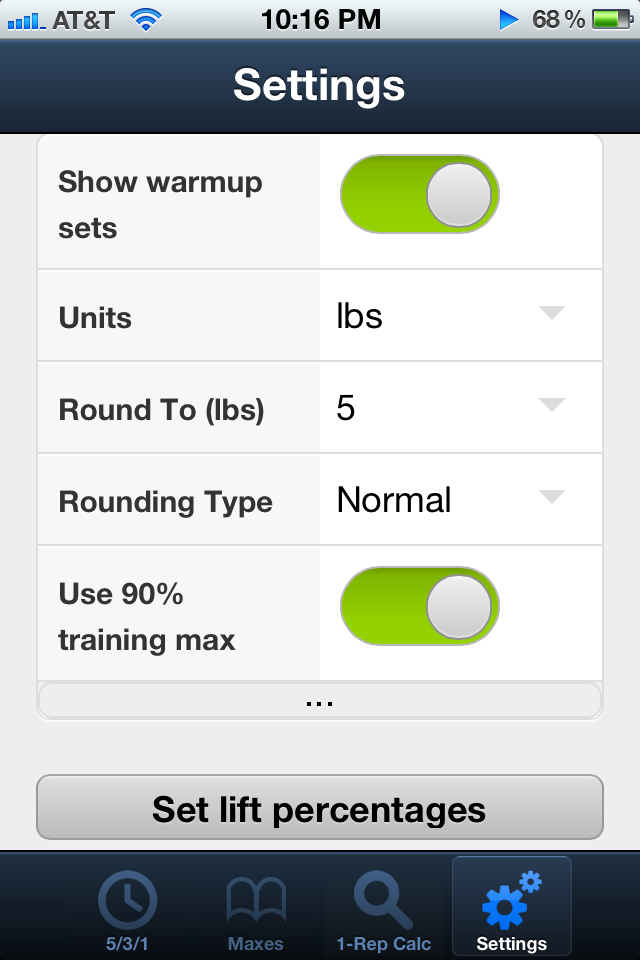 AT&T 10:16 PM 68 %
Settings
Show warmup
sets
Units lbs
Round To (lbs) 5
Rounding Type Normal
Use 90%
training max
...
Set lift percentages
5/3/1 Maxes 1-Rep Calc Settings